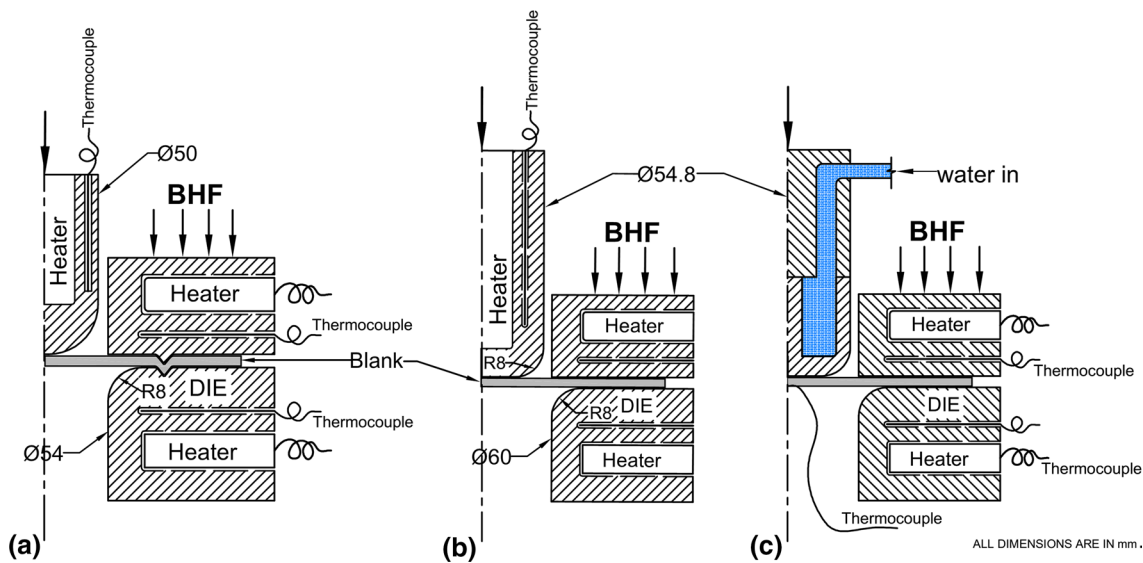 Thermocouple
Ø50
BHF
Heater
Heater
Thermocouple
R8
DIE
Thermocouple
Ø54
Heater
(a)
Blank
Thermocouple
Ø54.8
BHF
Heater
Heater
R8
R8
DIE
Ø60
Heater
(b)
water in
BHF
Heater
Thermocouple
DIE
Heater
Thermocouple
Thermocouple
(c)
ALL DIMENSIONS ARE IN mm.